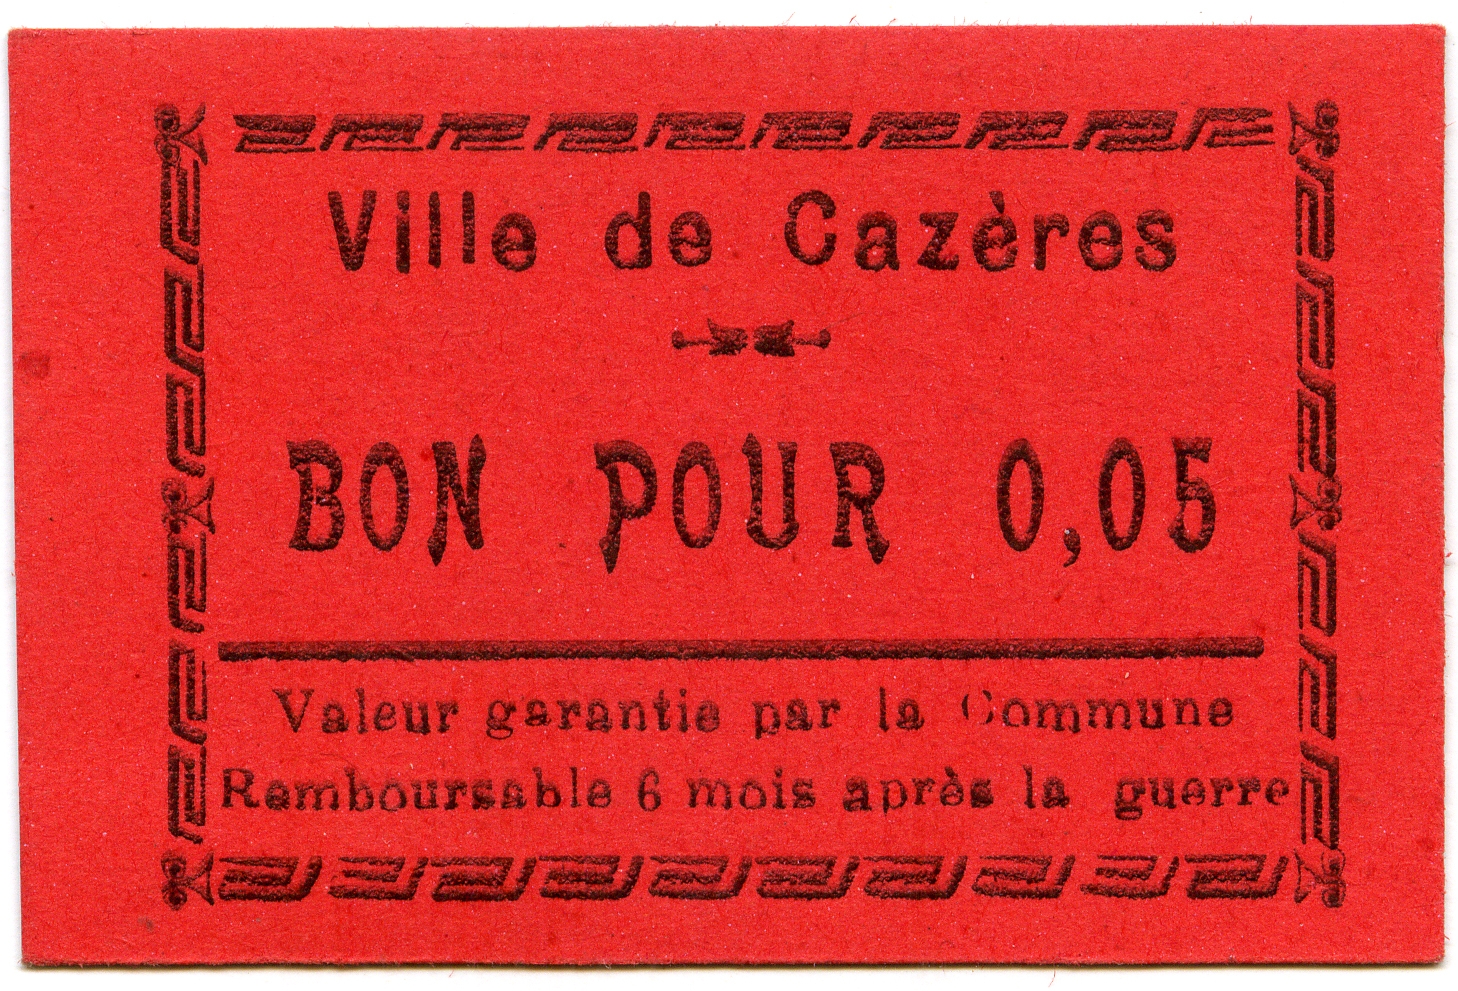 Ville de Cazères
BON POUR 0,05
Valeur garantie par la Commune
Remboursable 6 mois après la guerre